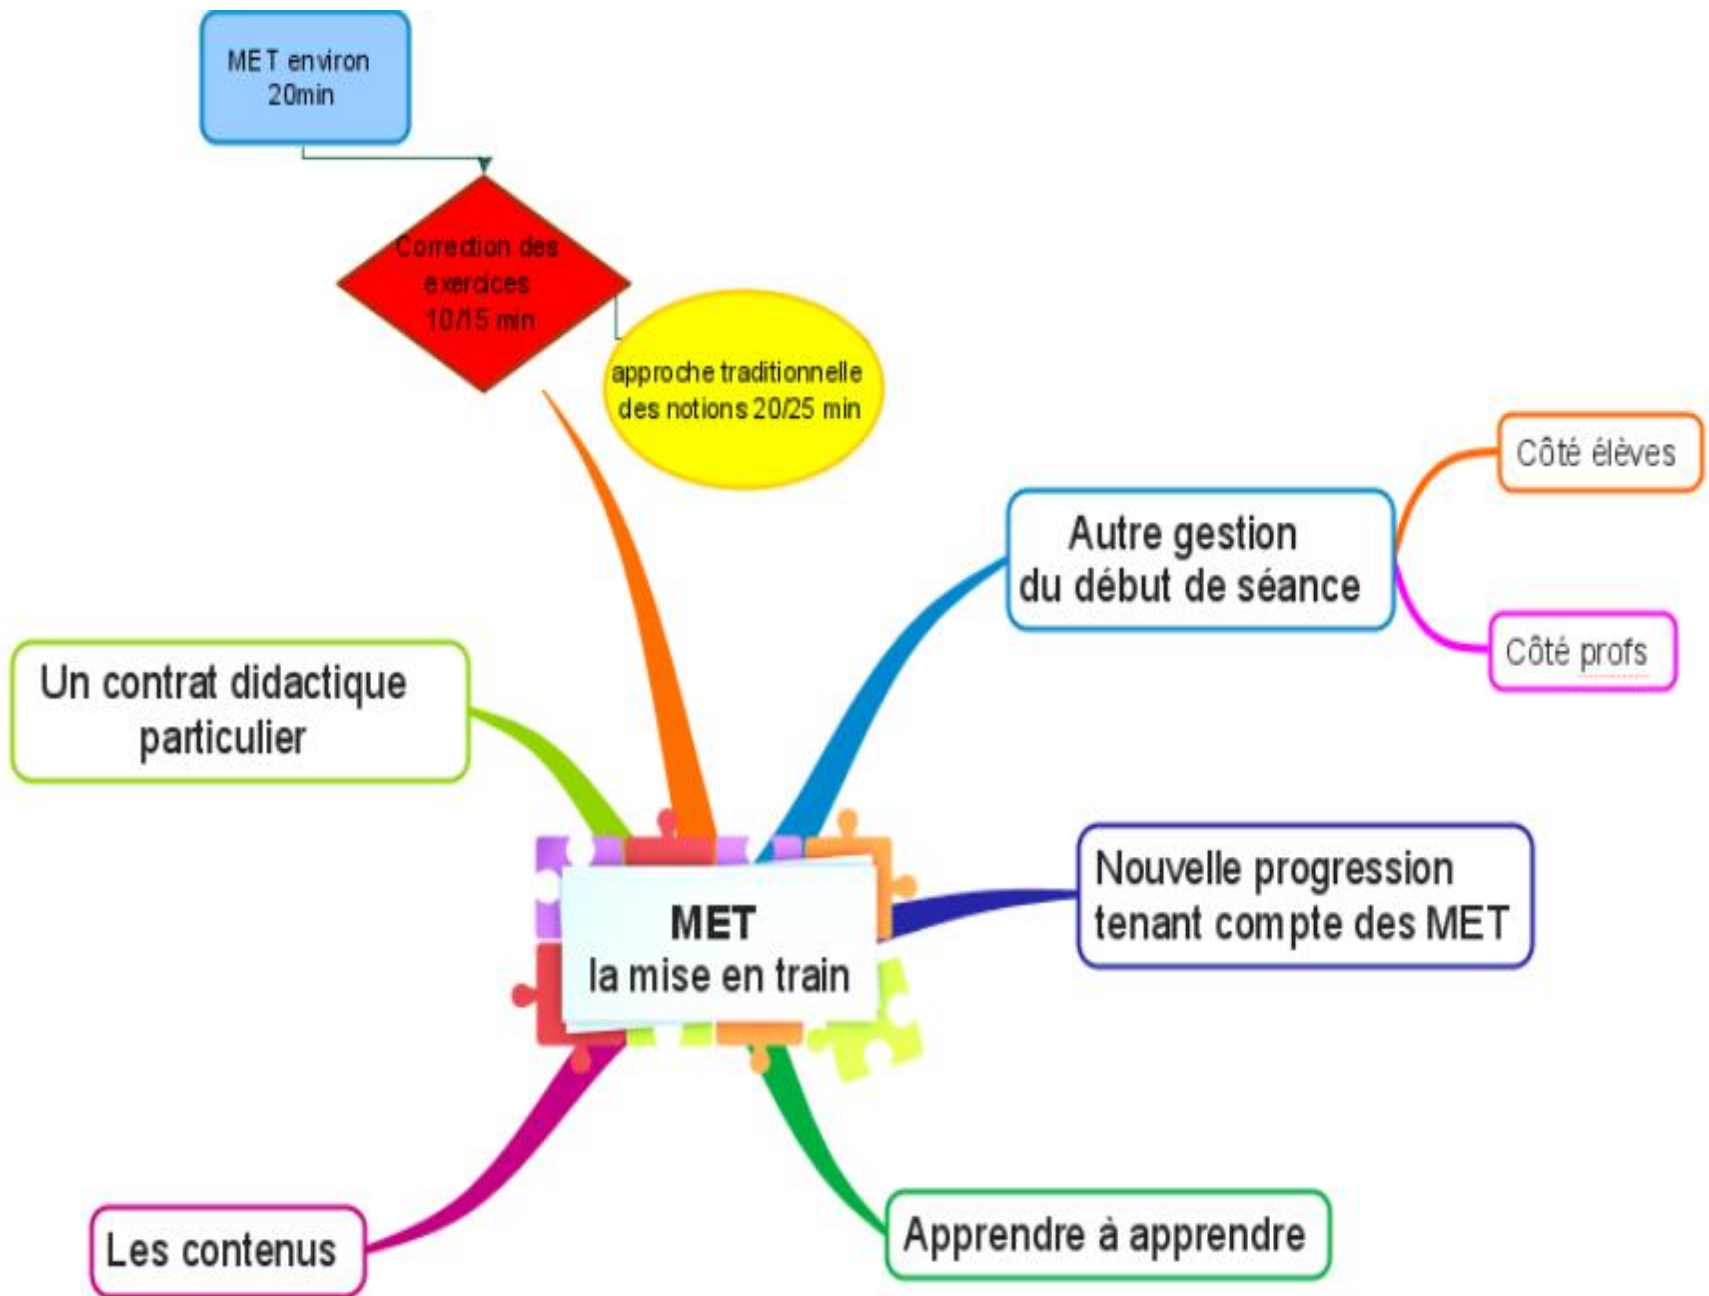 MET environ
20min
Correction des
exercices
10/15 min
approche traditionnelle
des notions 20/25 min
Côté élèves
Autre gestion
du début de séance
Côté profs
Un contrat didactique
particulier
Nouvelle progression
tenant compte des MET
MET
la mise en train
Apprendre à apprendre
Les contenus